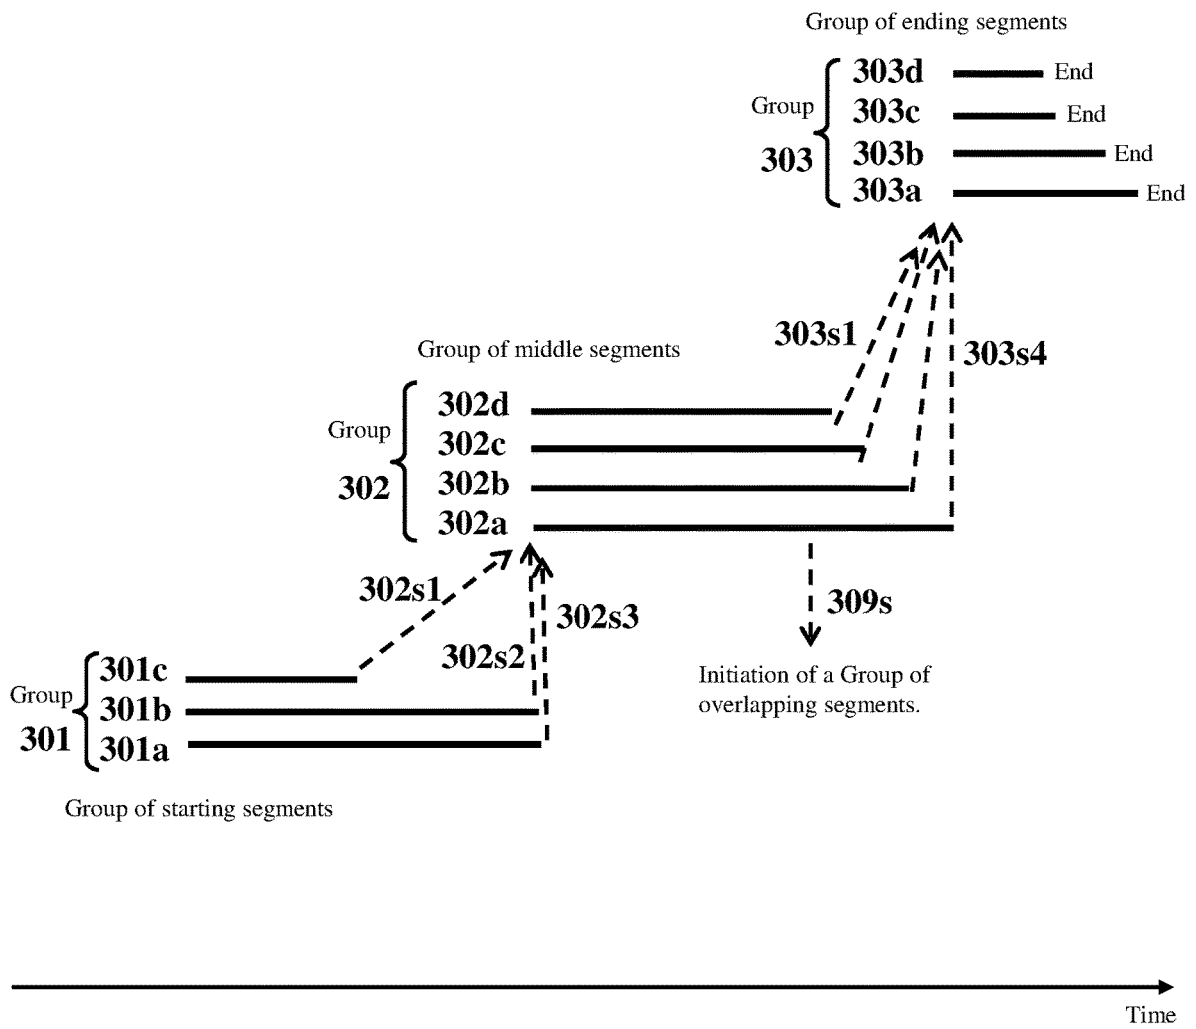 Group of ending segments
303d
End
Group
303c
End
303
303b
End
303a
End
303s1
303s4
Group of middle segments
302d
Group
302c
302
302b
302a
302s1
309s
302s3
302s2
Initiation of a Group of
overlapping segments.
301c
Group
301b
301
301a
Group of starting segments
Time